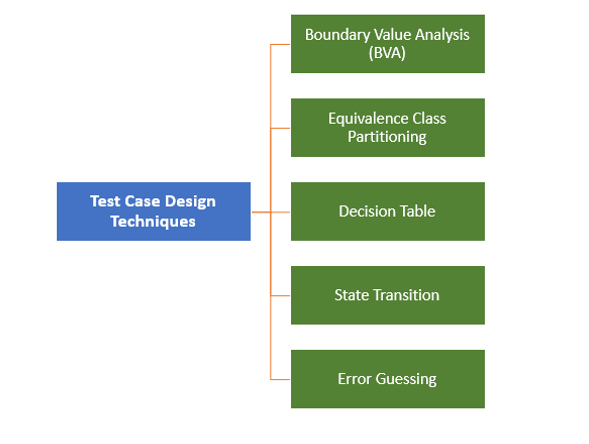 Boundary Value Analysis
(BVA)
Equivalence Class
Partitioning
Test Case Design
Techniques
Decision Table
State Transition
Error Guessing